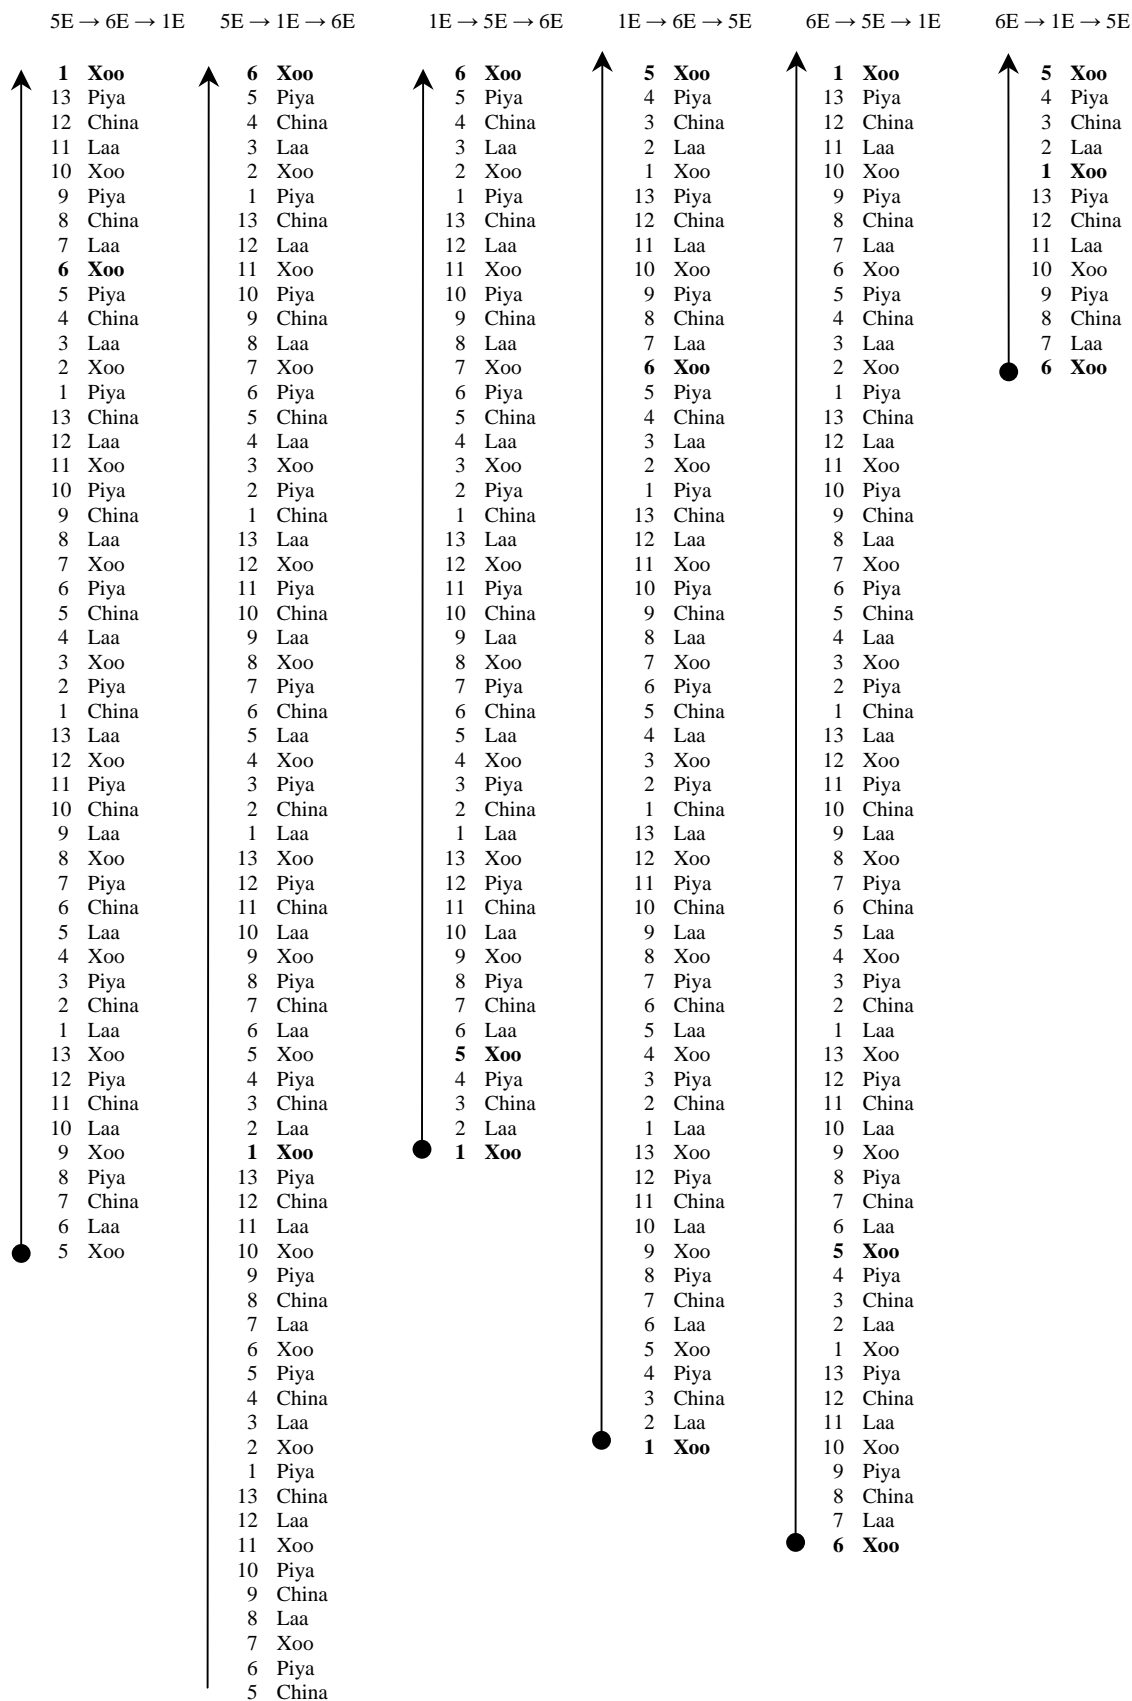 5E → 6E → 1E 5E → 1E → 6E 1E → 5E → 6E 1E → 6E → 5E 6E → 5E → 1E 6E → 1E → 5E
1 Xoo 6 Xoo 6 Xoo 5 Xoo 1 Xoo 5 Xoo
13 Piya 5 Piya 5 Piya 4 Piya 13 Piya 4 Piya
12 China 4 China 4 China 3 China 12 China 3 China
11 Laa 3 Laa 3 Laa 2 Laa 11 Laa 2 Laa
10 Xoo 2 Xoo 2 Xoo 1 Xoo 10 Xoo 1 Xoo
9 Piya 1 Piya 1 Piya 13 Piya 9 Piya 13 Piya
8 China 13 China 13 China 12 China 8 China 12 China
7 Laa 12 Laa 12 Laa 11 Laa 7 Laa 11 Laa
6 Xoo 11 Xoo 11 Xoo 10 Xoo 6 Xoo 10 Xoo
5 Piya 10 Piya 10 Piya 9 Piya 5 Piya 9 Piya
4 China 9 China 9 China 8 China 4 China 8 China
3 Laa 8 Laa 8 Laa 7 Laa 3 Laa 7 Laa
2 Xoo 7 Xoo 7 Xoo 6 Xoo 2 Xoo 6 Xoo
1 Piya 6 Piya 6 Piya 5 Piya 1 Piya
13 China 5 China 5 China 4 China 13 China
12 Laa 4 Laa 4 Laa 3 Laa 12 Laa
11 Xoo 3 Xoo 3 Xoo 2 Xoo 11 Xoo
10 Piya 2 Piya 2 Piya 1 Piya 10 Piya
9 China 1 China 1 China 13 China 9 China
8 Laa 13 Laa 13 Laa 12 Laa 8 Laa
7 Xoo 12 Xoo 12 Xoo 11 Xoo 7 Xoo
6 Piya 11 Piya 11 Piya 10 Piya 6 Piya
5 China 10 China 10 China 9 China 5 China
4 Laa 9 Laa 9 Laa 8 Laa 4 Laa
3 Xoo 8 Xoo 8 Xoo 7 Xoo 3 Xoo
2 Piya 7 Piya 7 Piya 6 Piya 2 Piya
1 China 6 China 6 China 5 China 1 China
13 Laa 5 Laa 5 Laa 4 Laa 13 Laa
12 Xoo 4 Xoo 4 Xoo 3 Xoo 12 Xoo
11 Piya 3 Piya 3 Piya 2 Piya 11 Piya
10 China 2 China 2 China 1 China 10 China
9 Laa 1 Laa 1 Laa 13 Laa 9 Laa
8 Xoo 13 Xoo 13 Xoo 12 Xoo 8 Xoo
7 Piya 12 Piya 12 Piya 11 Piya 7 Piya
6 China 11 China 11 China 10 China 6 China
5 Laa 10 Laa 10 Laa 9 Laa 5 Laa
4 Xoo 9 Xoo 9 Xoo 8 Xoo 4 Xoo
3 Piya 8 Piya 8 Piya 7 Piya 3 Piya
2 China 7 China 7 China 6 China 2 China
1 Laa 6 Laa 6 Laa 5 Laa 1 Laa
13 Xoo 5 Xoo 5 Xoo 4 Xoo 13 Xoo
12 Piya 4 Piya 4 Piya 3 Piya 12 Piya
11 China 3 China 3 China 2 China 11 China
10 Laa 2 Laa 2 Laa 1 Laa 10 Laa
9 Xoo 1 Xoo 1 Xoo 13 Xoo 9 Xoo
8 Piya 13 Piya 12 Piya 8 Piya
7 China 12 China 11 China 7 China
6 Laa 11 Laa 10 Laa 6 Laa
5 Xoo 10 Xoo 9 Xoo 5 Xoo
9 Piya 8 Piya 4 Piya
8 China 7 China 3 China
7 Laa 6 Laa 2 Laa
6 Xoo 5 Xoo 1 Xoo
5 Piya 4 Piya 13 Piya
4 China 3 China 12 China
3 Laa 2 Laa 11 Laa
2 Xoo 1 Xoo 10 Xoo
1 Piya 9 Piya
13 China 8 China
12 Laa 7 Laa
11 Xoo 6 Xoo
10 Piya
9 China
8 Laa
7 Xoo
6 Piya
5 China